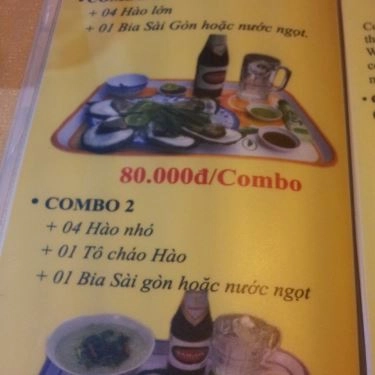 + 04 Hào lớn
+ 01 Bia Sài Gòn hoặc nước ngọt.
80.000đ/Combo
• COMBO 2
+ 04 Hào nhỏ
+ 01 Tô cháo Hào
+ 01 Bia Sài gòn hoặc nước ngọt